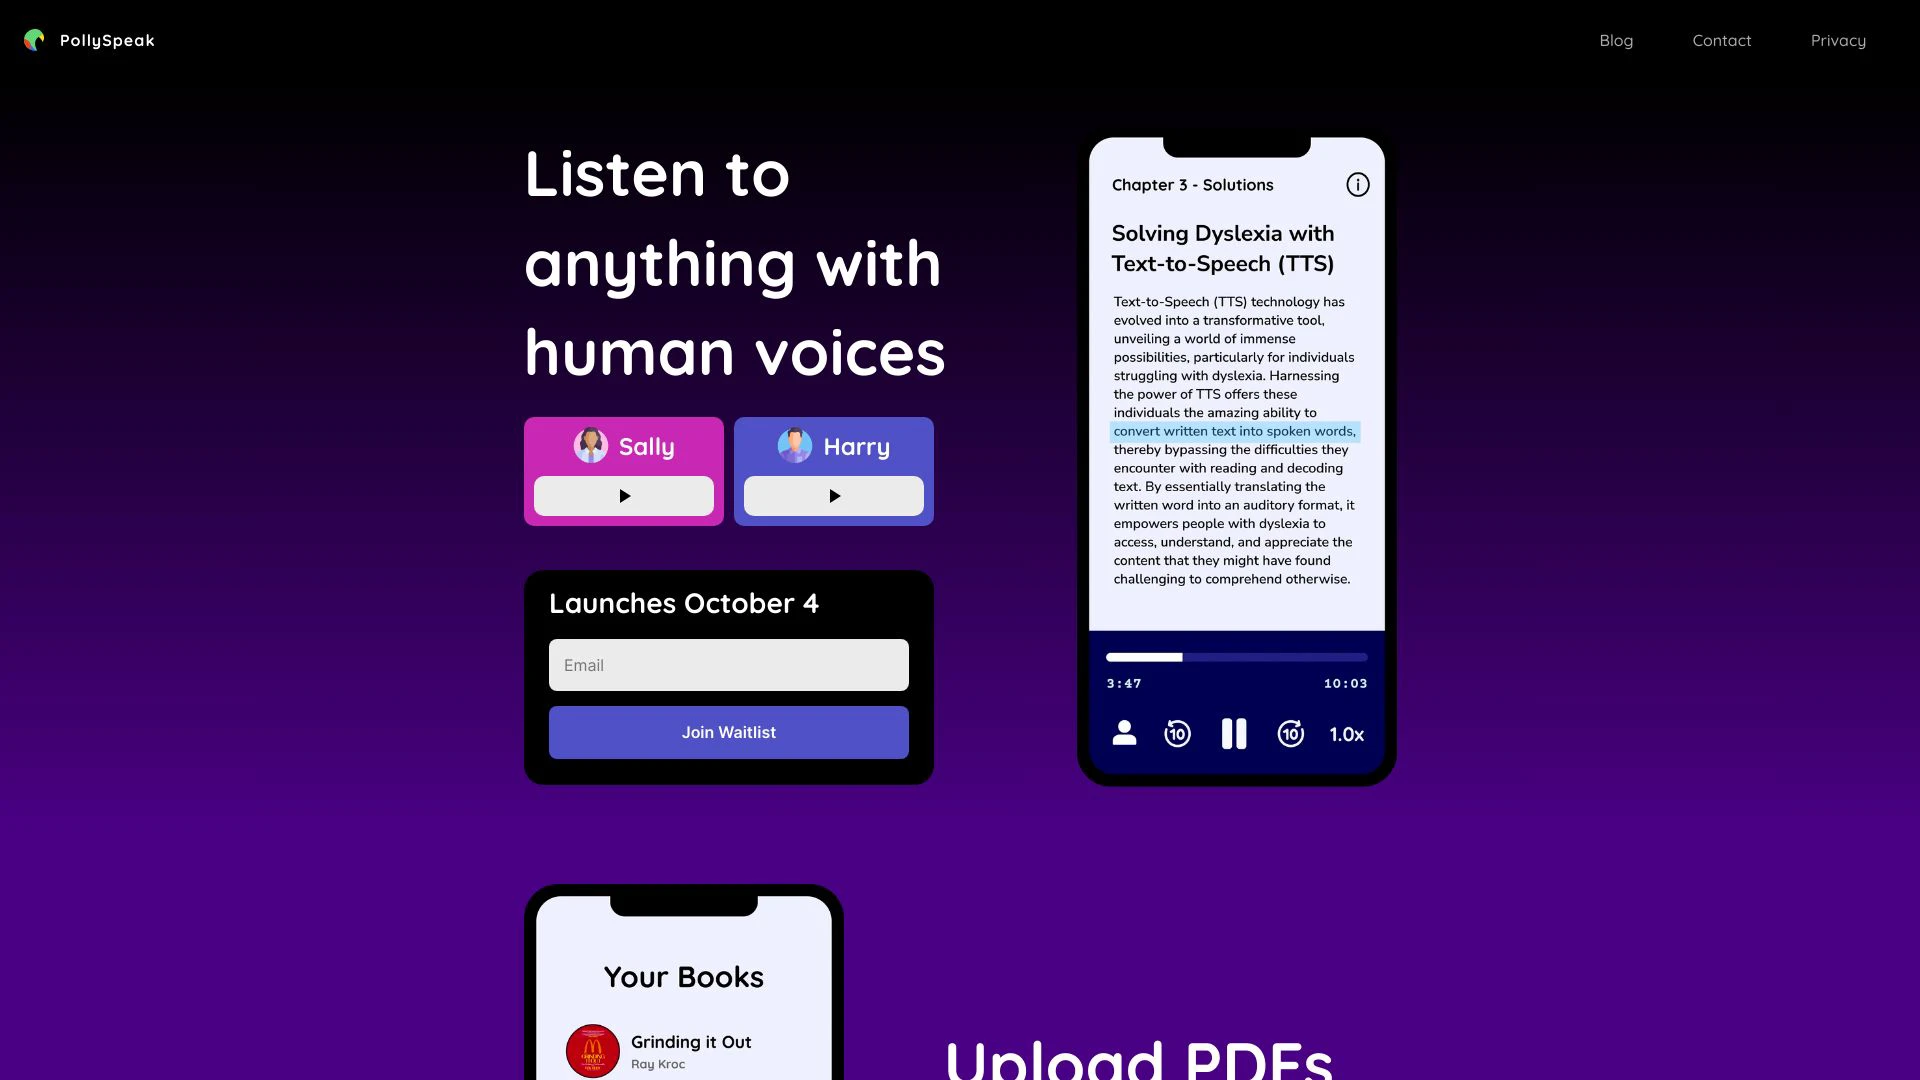 PollySpeak
Blog
Contact
Privacy
Listen to
anything with
human voices
Sally
Harry
Launches October 4
Email
Join Waitlist
Chapter 3 - Solutions
Solving Dyslexia with
Text-to-Speech (TTS)
Text-to-Speech (TTS) technology has
evolved into a transformative tool,
unveiling a world of immense
possibilities, particularly for individuals
struggling with dyslexia. Harnessing
the power of TTS offers these
individuals the amazing ability to
convert written text into spoken words,
thereby bypassing the difficulties they
encounter with reading and decoding
text. By essentially translating the
written word into an auditory format, it
empowers people with dyslexia to
access, understand, and appreciate the
content that they might have found
challenging to comprehend otherwise.
3:47
10:03
10
10
1.0x
Your Books
Grinding it Out
Ray Kroc
Upload PDFs